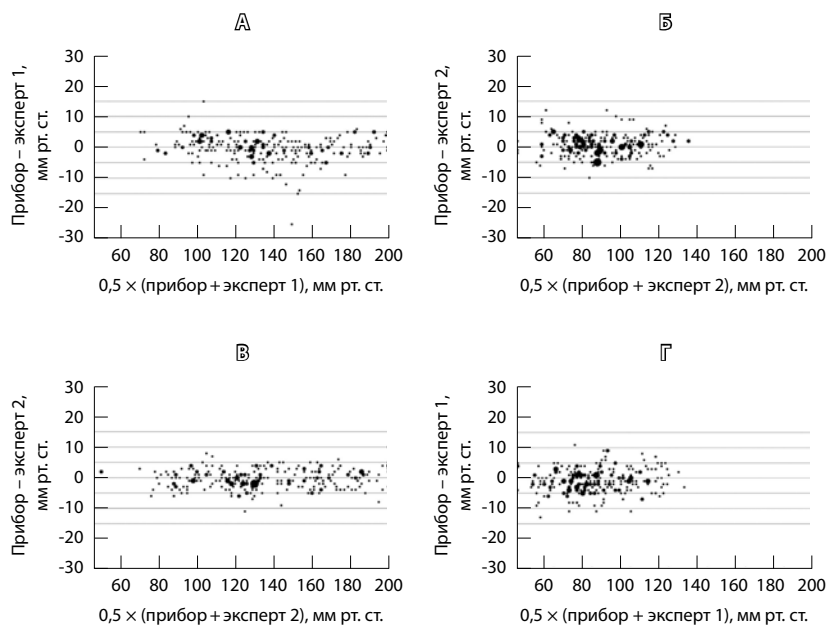 А
Прибор – эксперт 1,
мм рт. ст.
30
20
10
0
-10
-20
-30
60 80 100 120 140 160 180 200
0,5 × (прибор + эксперт 1), мм рт. ст.
Б
Прибор – эксперт 2,
мм рт. ст.
30
20
10
0
-10
-20
-30
60 80 100 120 140 160 180 200
0,5 × (прибор + эксперт 2), мм рт. ст.
В
Прибор – эксперт 2,
мм рт. ст.
30
20
10
0
-10
-20
-30
60 80 100 120 140 160 180 200
0,5 × (прибор + эксперт 2), мм рт. ст.
Г
Прибор – эксперт 1,
мм рт. ст.
30
20
10
0
-10
-20
-30
60 80 100 120 140 160 180 200
0,5 × (прибор + эксперт 1), мм рт. ст.